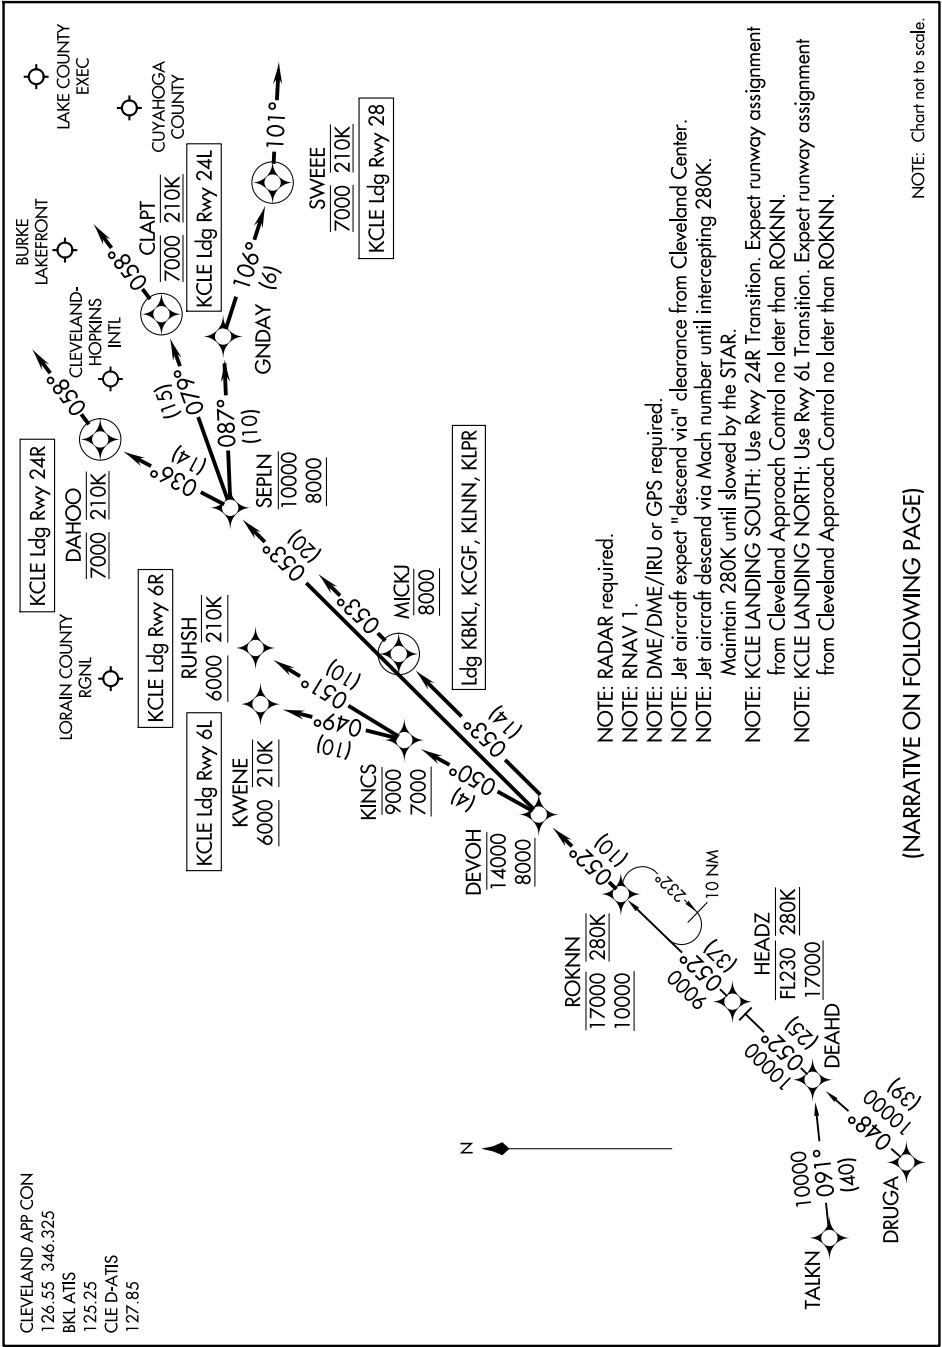 CLEVELAND APP CON
126.55 346.325
BKL ATIS
125.25
CLE D-ATIS
127.85
LORAIN COUNTY
RGNL
CLEVELAND-
HOPKINS
INTL
BURKE
LAKEFRONT
LAKE COUNTY
EXEC
CUYAHOGA
COUNTY
KCLE Ldg Rwy 24R
DAHOO
7000 210K
058°
036°
(14)
CLAPT
7000 210K
KCLE Ldg Rwy 24L
058°
079°
(15)
087°
(10)
GNDAY
106°
(6)
SWEEE
7000 210K
KCLE Ldg Rwy 28
101°
SEPLN
10000
8000
053°
(20)
KCLE Ldg Rwy 6R
RUHSH
6000 210K
051°
(10)
KCLE Ldg Rwy 6L
KWENE
6000 210K
049°
(10)
KINCS
9000
7000
050°
(4)
MICKJ
8000
053°
053°
(14)
Ldg KBKL, KCGF, KLNN, KLPR
DEVOH
14000
8000
052°
(10)
ROKNN
17000 280K
10000
232°
10 NM
9000
052°
(37)
HEADZ
FL230 280K
17000
10000
052°
(25)
DEAHD
N
10000
091°
(40)
TALKN
10000
048°
(39)
DRUGA
NOTE: RADAR required.
NOTE: RNAV 1.
NOTE: DME/DME/IRU or GPS required.
NOTE: Jet aircraft expect "descend via" clearance from Cleveland Center.
NOTE: Jet aircraft descend via Mach number until intercepting 280K.
Maintain 280K until slowed by the STAR.
NOTE: KCLE LANDING SOUTH: Use Rwy 24R Transition. Expect runway assignment
from Cleveland Approach Control no later than ROKNN.
NOTE: KCLE LANDING NORTH: Use Rwy 6L Transition. Expect runway assignment
from Cleveland Approach Control no later than ROKNN.
(NARRATIVE ON FOLLOWING PAGE)
NOTE: Chart not to scale.